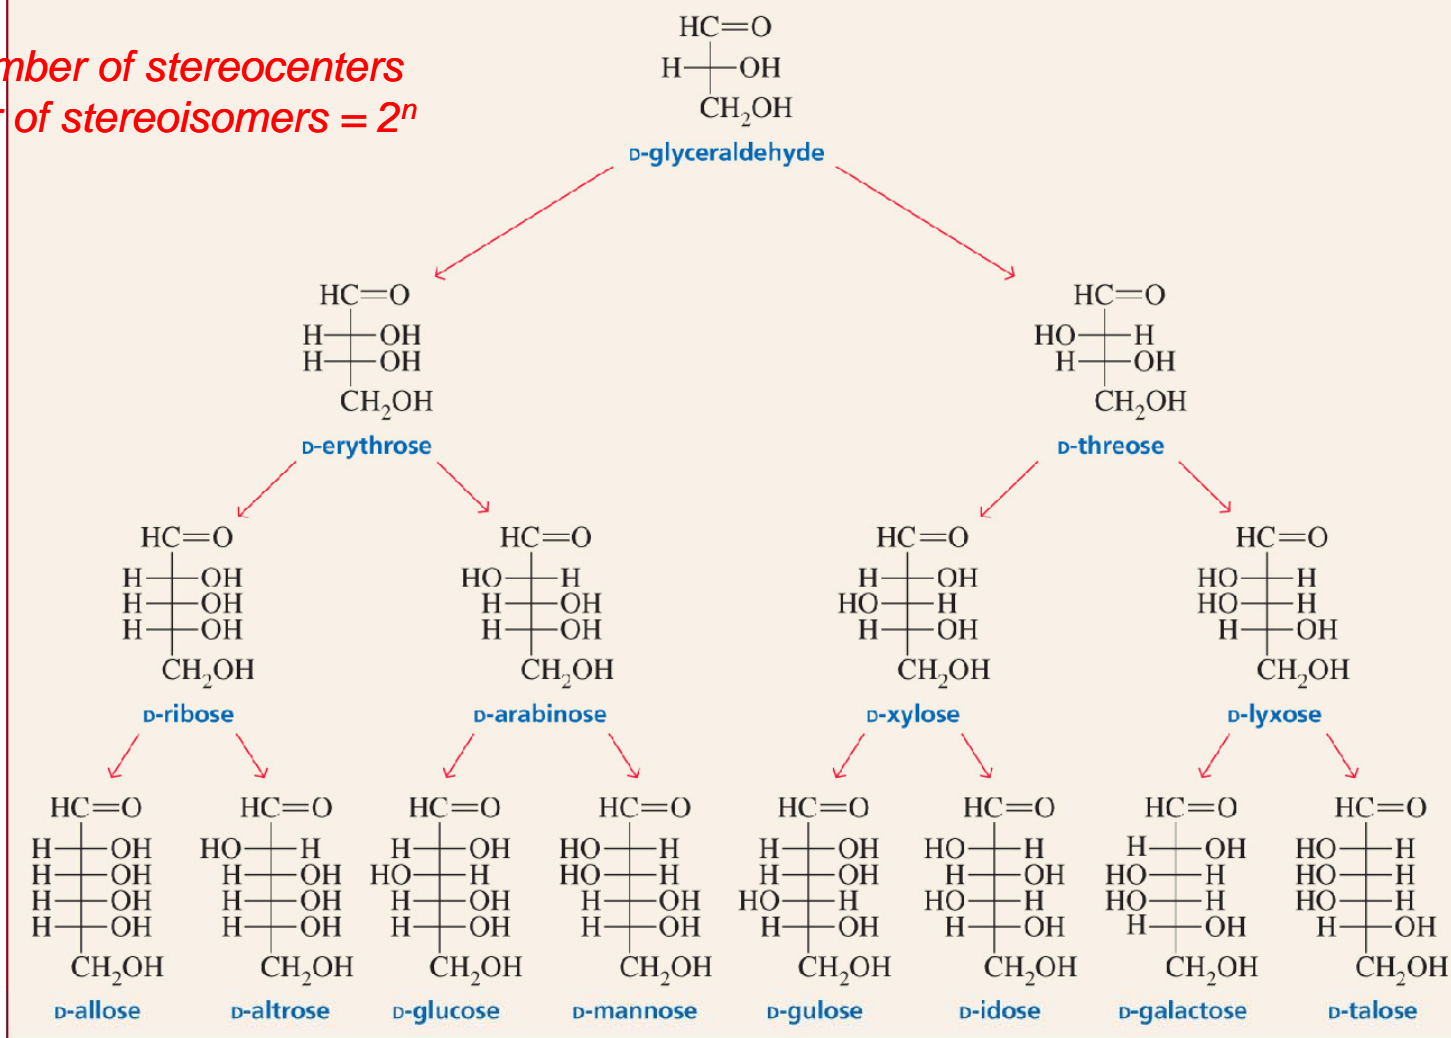 mber of stereocenters
r of stereoisomers = 2ⁿ
HC=O
H OH
CH₂OH
D-glyceraldehyde
HC=O
H OH
H OH
CH₂OH
D-erythrose
HC=O
HO H
H OH
CH₂OH
D-threose
HC=O
H OH
H OH
H OH
CH₂OH
D-ribose
HC=O
HO H
H OH
H OH
CH₂OH
D-arabinose
HC=O
H OH
HO H
H OH
CH₂OH
D-xylose
HC=O
HO H
HO H
H OH
CH₂OH
D-lyxose
HC=O
H OH
H OH
H OH
H OH
CH₂OH
D-allose
HC=O
HO H
H OH
H OH
H OH
CH₂OH
D-altrose
HC=O
H OH
HO H
H OH
H OH
CH₂OH
D-glucose
HC=O
HO H
HO H
H OH
H OH
CH₂OH
D-mannose
HC=O
H OH
H OH
HO H
H OH
CH₂OH
D-gulose
HC=O
HO H
H OH
HO H
H OH
CH₂OH
D-idose
HC=O
H OH
HO H
HO H
H OH
CH₂OH
D-galactose
HC=O
HO H
HO H
HO H
H OH
CH₂OH
D-talose